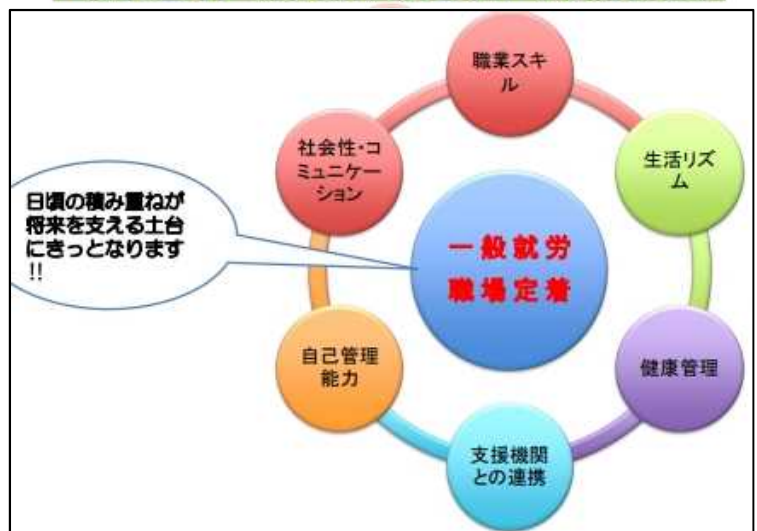 職業スキ
ル
社会性・コ
ミュニケー
ション
生活リズ
ム
日頃の積み重ねが
将来を支える土台
にきっとなります
!!
一般就労
職場定着
自己管理
能力
健康管理
支援機関
との連携